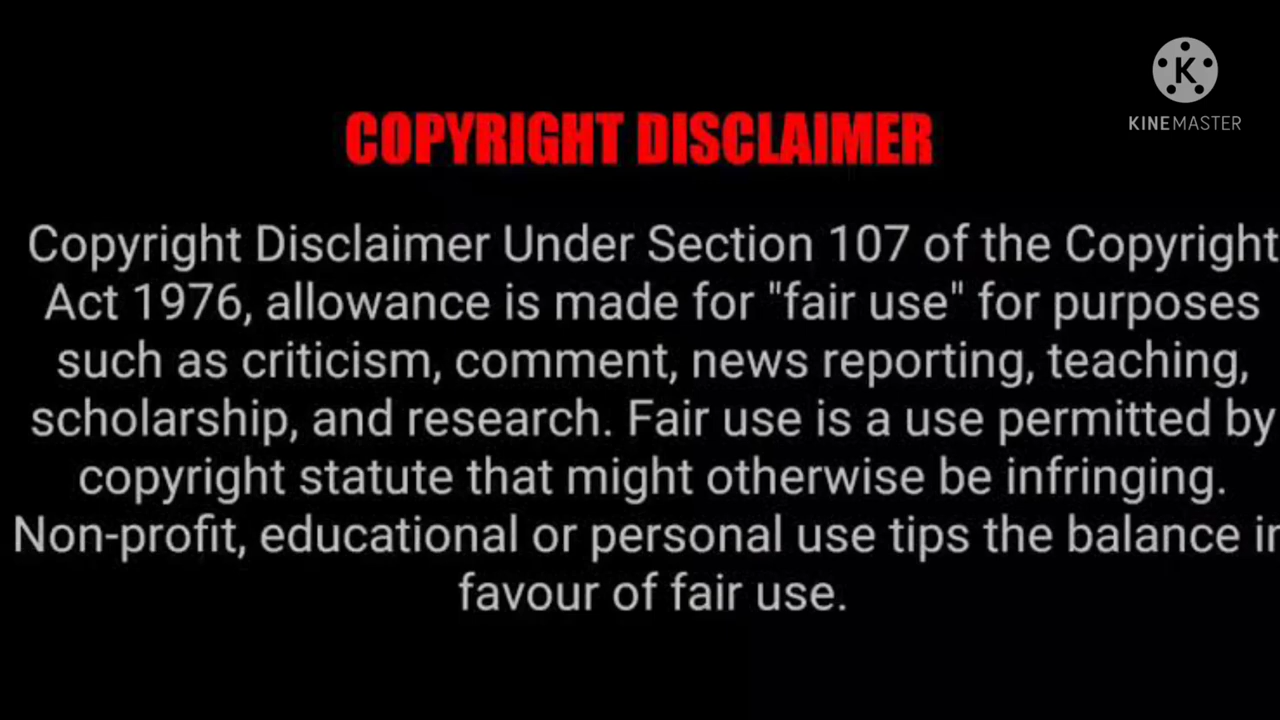 K
KINEMASTER
COPYRIGHT DISCLAIMER
Copyright Disclaimer Under Section 107 of the Copyright
Act 1976, allowance is made for "fair use" for purposes
such as criticism, comment, news reporting, teaching,
scholarship, and research. Fair use is a use permitted by
copyright statute that might otherwise be infringing.
Non-profit, educational or personal use tips the balance in
favour of fair use.